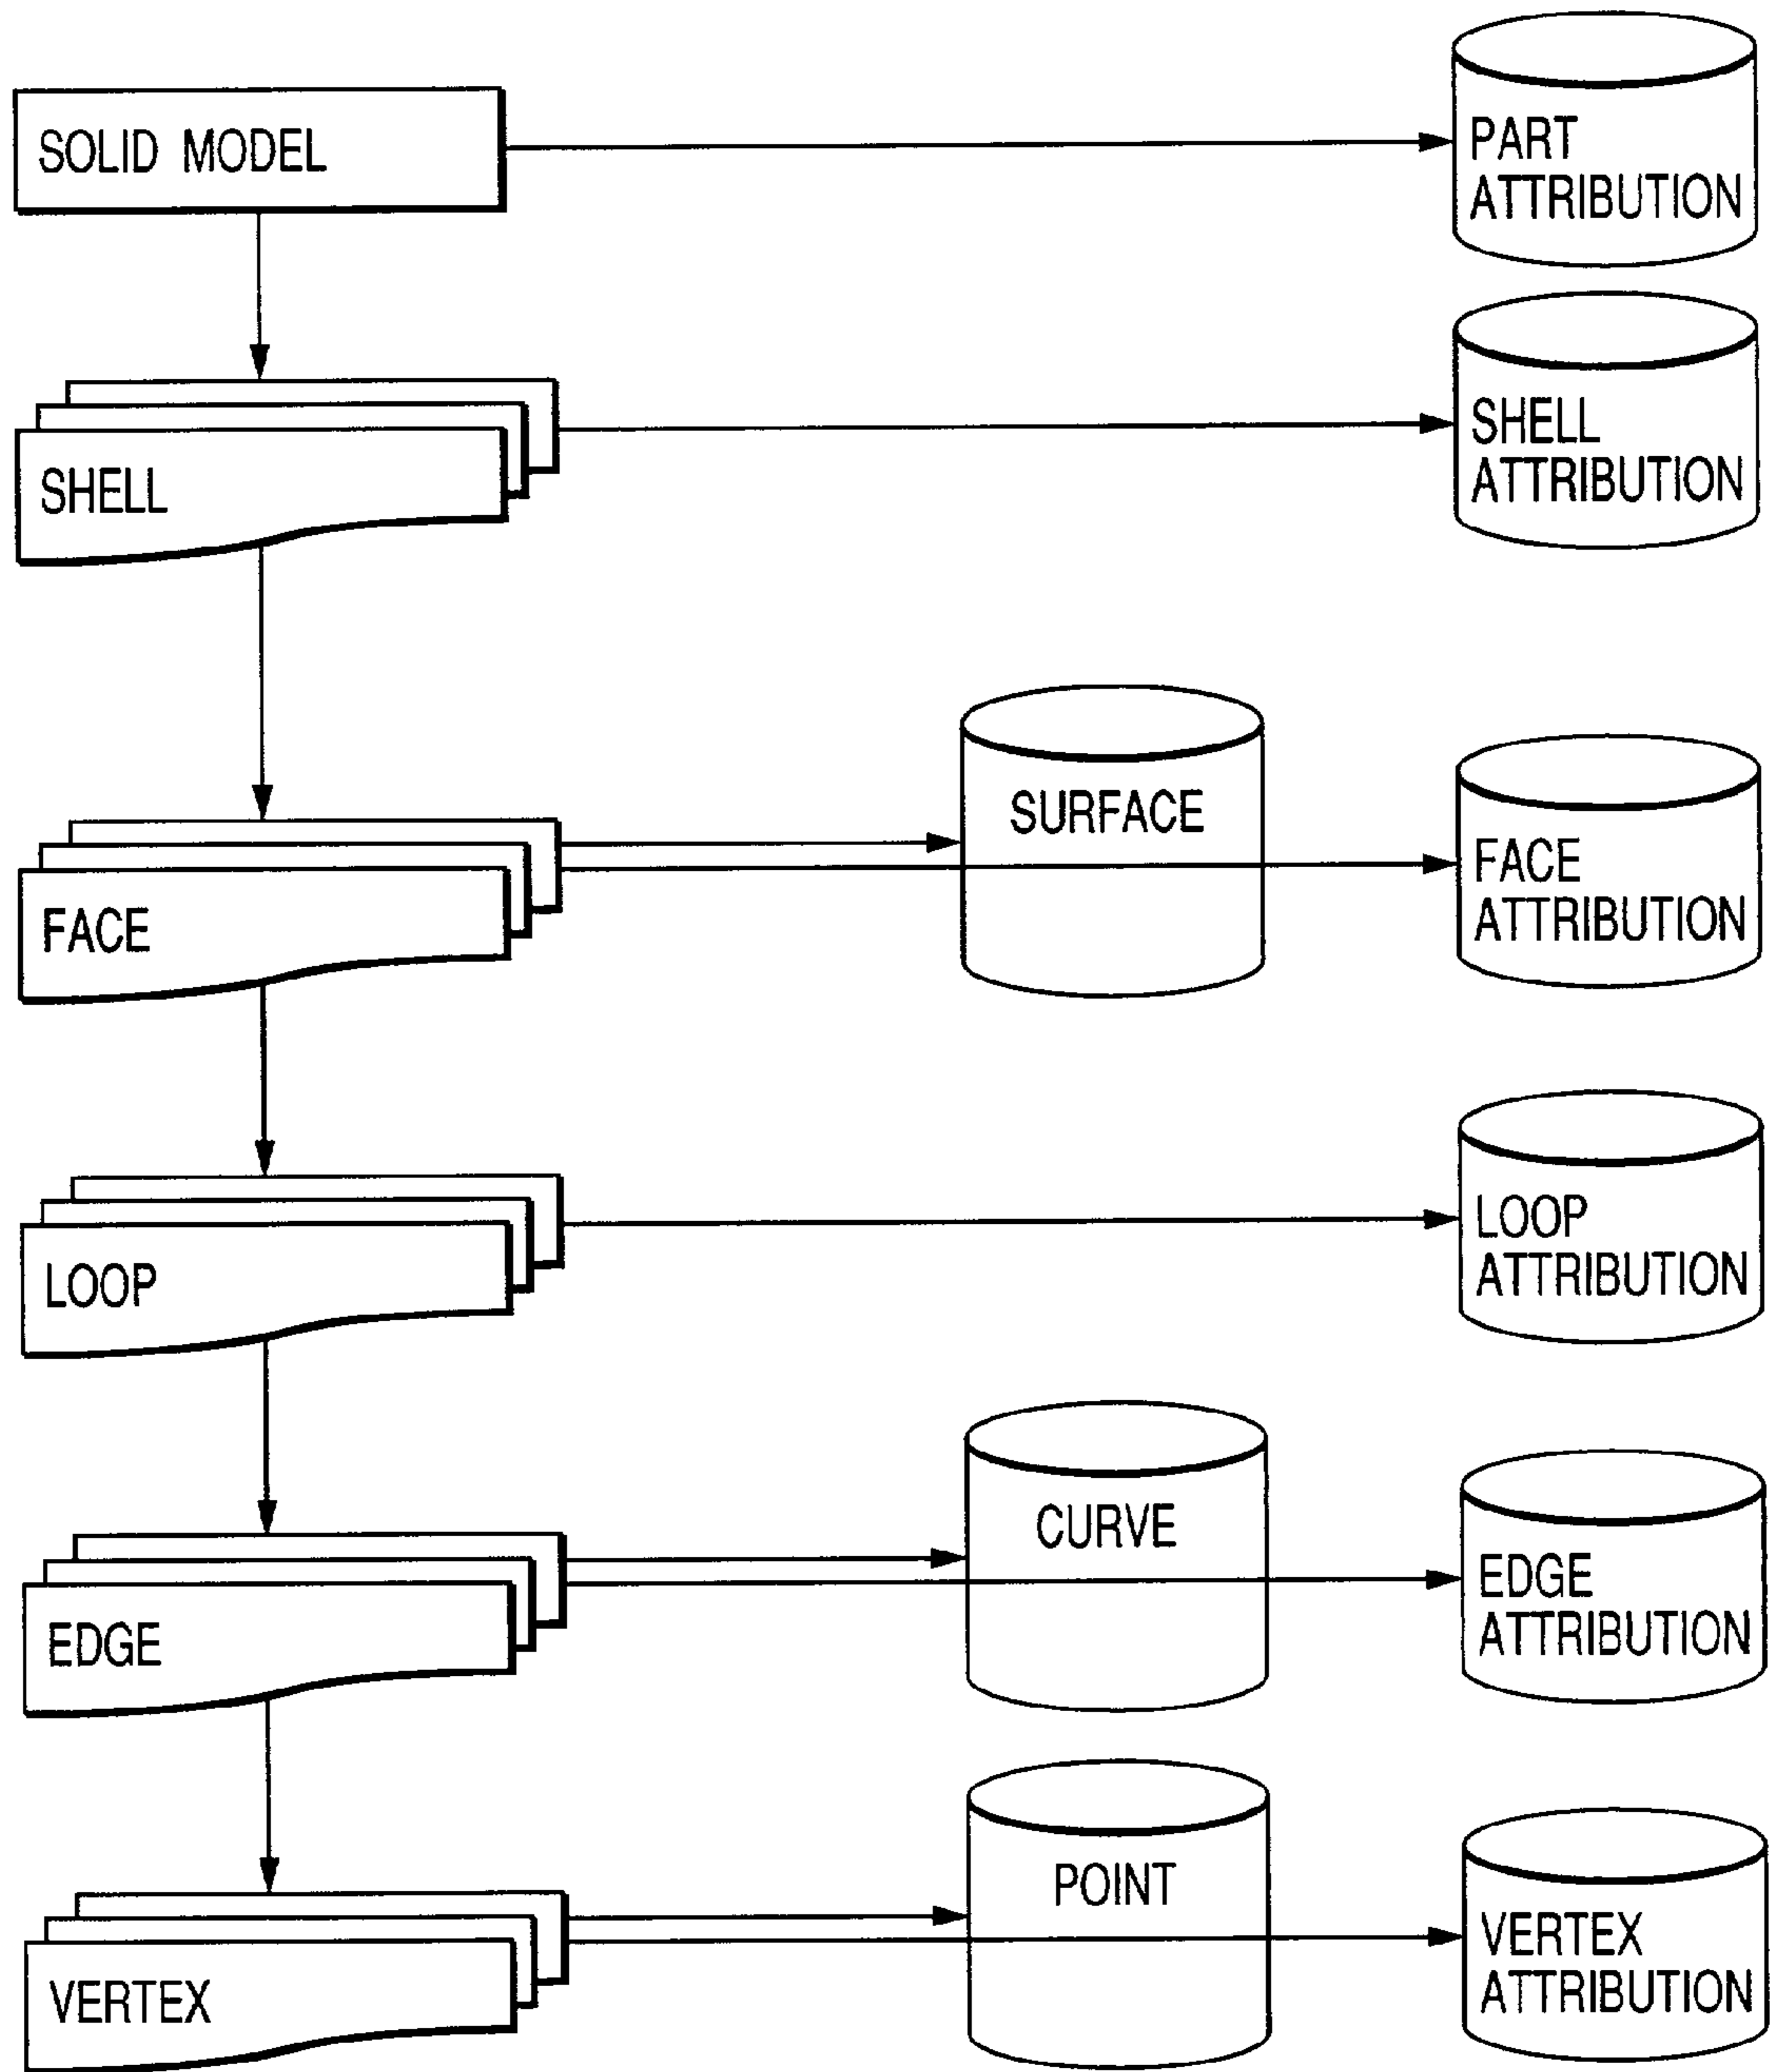 SOLID MODEL
PART
ATTRIBUTION
SHELL
SHELL
ATTRIBUTION
FACE
SURFACE
FACE
ATTRIBUTION
LOOP
LOOP
ATTRIBUTION
EDGE
CURVE
EDGE
ATTRIBUTION
VERTEX
POINT
VERTEX
ATTRIBUTION